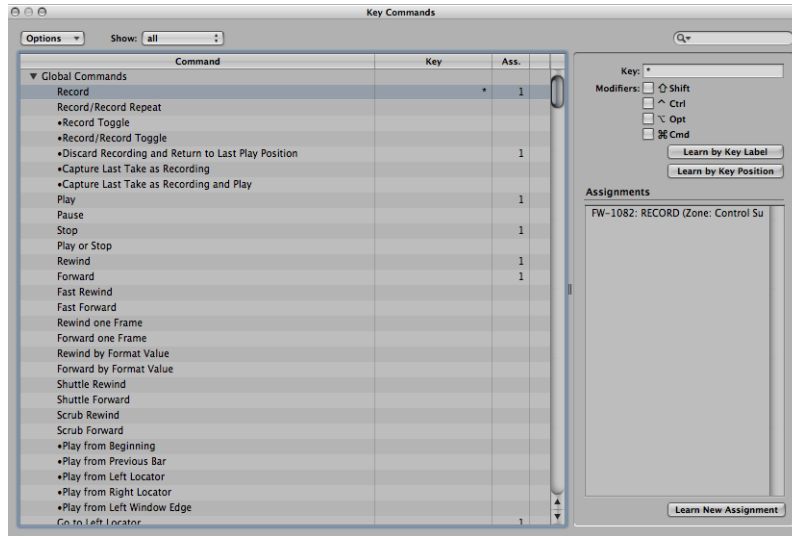 Key Commands
Options Show: all
Command Key Ass.
Global Commands
Record * 1
Record/Record Repeat
•Record Toggle
•Record/Record Toggle
•Discard Recording and Return to Last Play Position 1
•Capture Last Take as Recording
•Capture Last Take as Recording and Play
Play 1
Pause
Stop 1
Play or Stop
Rewind 1
Forward 1
Fast Rewind
Fast Forward
Rewind one Frame
Forward one Frame
Rewind by Format Value
Forward by Format Value
Shuttle Rewind
Shuttle Forward
Scrub Rewind
Scrub Forward
•Play from Beginning
•Play from Previous Bar
•Play from Left Locator
•Play from Right Locator
•Play from Left Window Edge
Go to Left Locator 1
Key: *
Modifiers: ⇧ Shift
^ Ctrl
⌥ Opt
⌘ Cmd
Learn by Key Label
Learn by Key Position
Assignments
FW-1082: RECORD (Zone: Control Su
Learn New Assignment